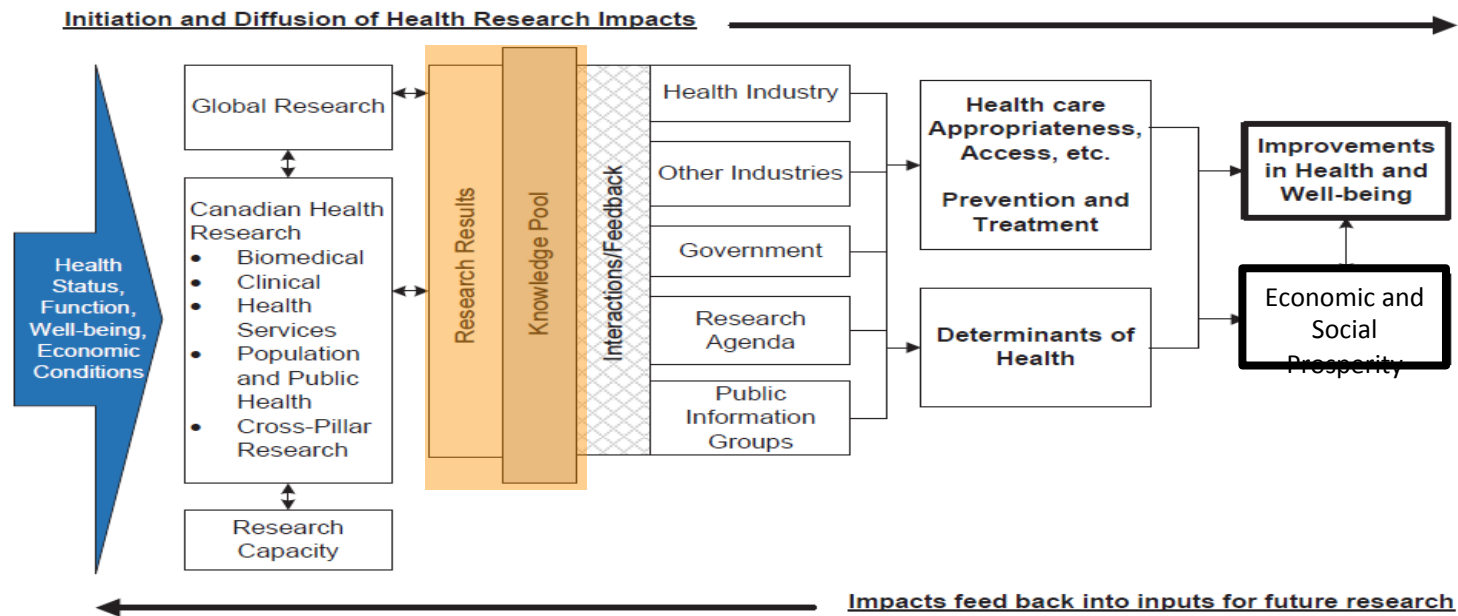 Initiation and Diffusion of Health Research Impacts
Health
Status,
Function,
Well-being,
Economic
Conditions
Global Research
Canadian Health
Research
• Biomedical
• Clinical
• Health
Services
• Population
and Public
Health
• Cross-Pillar
Research
Research
Capacity
Research Results
Knowledge Pool
Interactions/Feedback
Health Industry
Other Industries
Government
Research
Agenda
Public
Information
Groups
Health care
Appropriateness,
Access, etc.
Prevention and
Treatment
Determinants of
Health
Improvements
in Health and
Well-being
Economic and
Social
Prosperity
Impacts feed back into inputs for future research